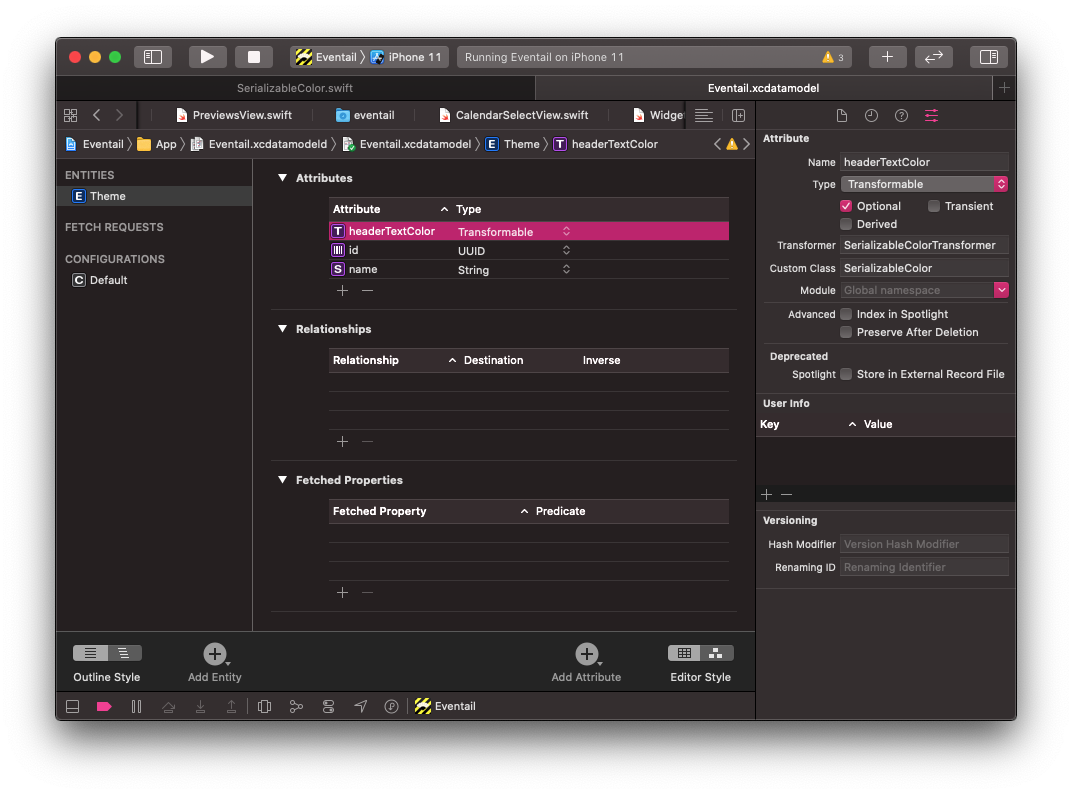 Eventail iPhone 11
Running Eventail on iPhone 11
3
SerializableColor.swift
Eventail.xcdatamodel
PreviewsView.swift
eventail
CalendarSelectView.swift
Widge
Eventail App Eventail.xcdatamodeld Eventail.xcdatamodel E Theme T headerTextColor
ENTITIES
E Theme
FETCH REQUESTS
CONFIGURATIONS
C Default
Attributes
Attribute Type
T headerTextColor Transformable
id UUID
S name String
Relationships
Relationship Destination Inverse
Fetched Properties
Fetched Property Predicate
Outline Style
Add Entity
Add Attribute
Editor Style
Eventail
Attribute
Name headerTextColor
Type Transformable
Optional Transient
Derived
Transformer SerializableColorTransformer
Custom Class SerializableColor
Module Global namespace
Advanced Index in Spotlight
Preserve After Deletion
Deprecated
Spotlight Store in External Record File
User Info
Key Value
Versioning
Hash Modifier Version Hash Modifier
Renaming ID Renaming Identifier